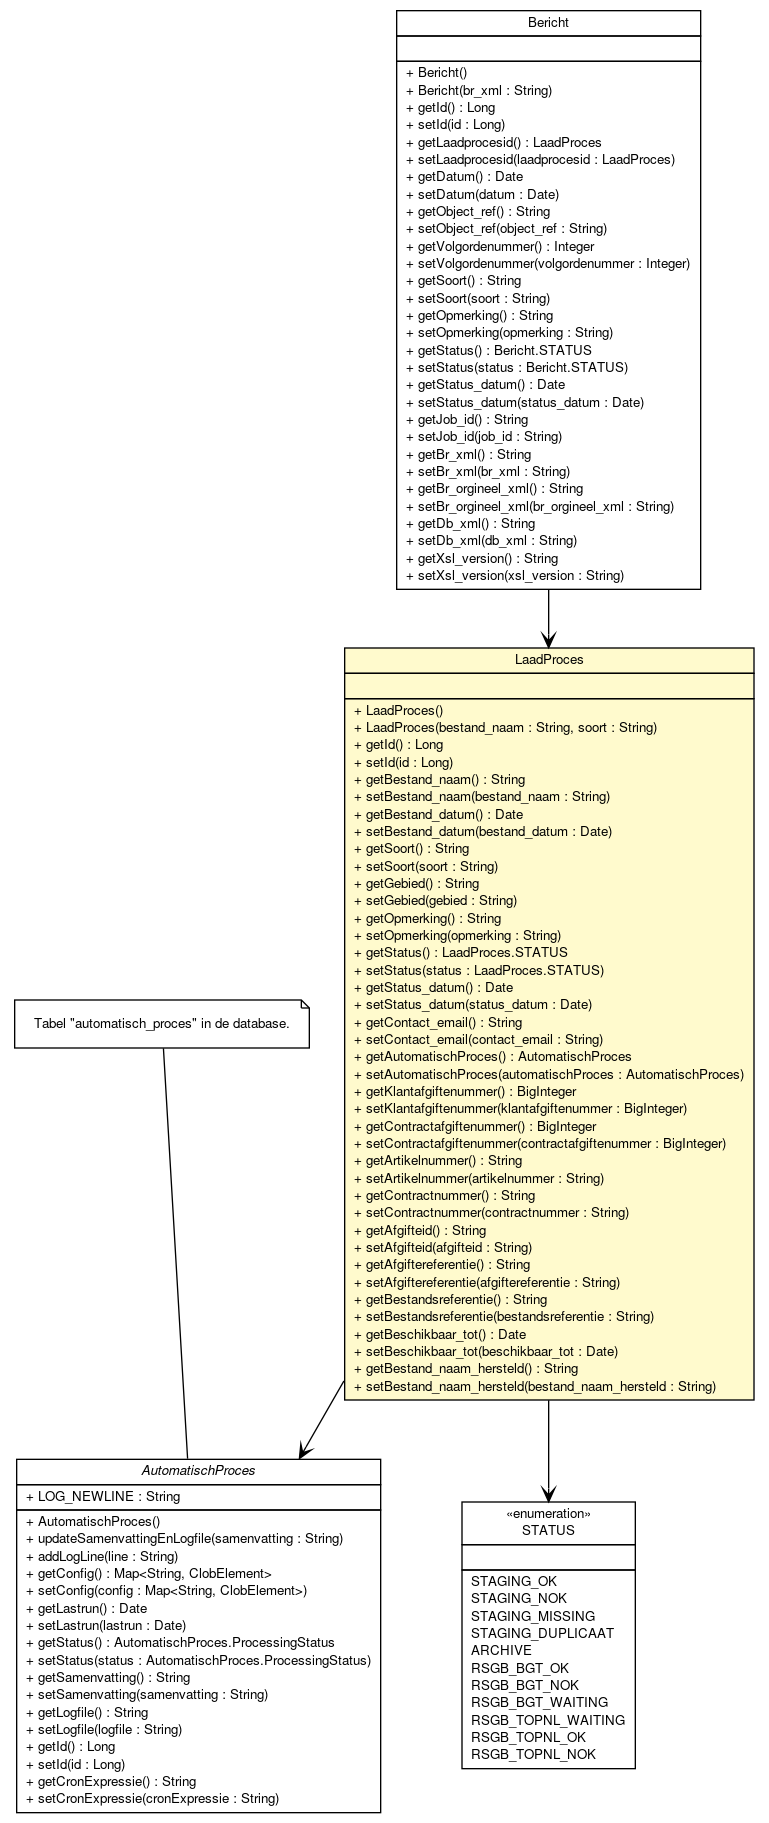 Bericht
+ Bericht()
+ Bericht(br_xml : String)
+ getId() : Long
+ setId(id : Long)
+ getLaadprocesid() : LaadProces
+ setLaadprocesid(laadprocesid : LaadProces)
+ getDatum() : Date
+ setDatum(datum : Date)
+ getObject_ref() : String
+ setObject_ref(object_ref : String)
+ getVolgordenummer() : Integer
+ setVolgordenummer(volgordenummer : Integer)
+ getSoort() : String
+ setSoort(soort : String)
+ getOpmerking() : String
+ setOpmerking(opmerking : String)
+ getStatus() : Bericht.STATUS
+ setStatus(status : Bericht.STATUS)
+ getStatus_datum() : Date
+ setStatus_datum(status_datum : Date)
+ getJob_id() : String
+ setJob_id(job_id : String)
+ getBr_xml() : String
+ setBr_xml(br_xml : String)
+ getBr_orgineel_xml() : String
+ setBr_orgineel_xml(br_orgineel_xml : String)
+ getDb_xml() : String
+ setDb_xml(db_xml : String)
+ getXsl_version() : String
+ setXsl_version(xsl_version : String)
LaadProces
+ LaadProces()
+ LaadProces(bestand_naam : String, soort : String)
+ getId() : Long
+ setId(id : Long)
+ getBestand_naam() : String
+ setBestand_naam(bestand_naam : String)
+ getBestand_datum() : Date
+ setBestand_datum(bestand_datum : Date)
+ getSoort() : String
+ setSoort(soort : String)
+ getGebied() : String
+ setGebied(gebied : String)
+ getOpmerking() : String
+ setOpmerking(opmerking : String)
+ getStatus() : LaadProces.STATUS
+ setStatus(status : LaadProces.STATUS)
+ getStatus_datum() : Date
+ setStatus_datum(status_datum : Date)
+ getContact_email() : String
+ setContact_email(contact_email : String)
+ getAutomatischProces() : AutomatischProces
+ setAutomatischProces(automatischProces : AutomatischProces)
+ getKlantafgiftenummer() : BigInteger
+ setKlantafgiftenummer(klantafgiftenummer : BigInteger)
+ getContractafgiftenummer() : BigInteger
+ setContractafgiftenummer(contractafgiftenummer : BigInteger)
+ getArtikelnummer() : String
+ setArtikelnummer(artikelnummer : String)
+ getContractnummer() : String
+ setContractnummer(contractnummer : String)
+ getAfgifteid() : String
+ setAfgifteid(afgifteid : String)
+ getAfgiftereferentie() : String
+ setAfgiftereferentie(afgiftereferentie : String)
+ getBestandsreferentie() : String
+ setBestandsreferentie(bestandsreferentie : String)
+ getBeschikbaar_tot() : Date
+ setBeschikbaar_tot(beschikbaar_tot : Date)
+ getBestand_naam_hersteld() : String
+ setBestand_naam_hersteld(bestand_naam_hersteld : String)
Tabel "automatisch_proces" in de database.
AutomatischProces
+ LOG_NEWLINE : String
+ AutomatischProces()
+ updateSamenvattingEnLogfile(samenvatting : String)
+ addLogLine(line : String)
+ getConfig() : Map<String, ClobElement>
+ setConfig(config : Map<String, ClobElement>)
+ getLastrun() : Date
+ setLastrun(lastrun : Date)
+ getStatus() : AutomatischProces.ProcessingStatus
+ setStatus(status : AutomatischProces.ProcessingStatus)
+ getSamenvatting() : String
+ setSamenvatting(samenvatting : String)
+ getLogfile() : String
+ setLogfile(logfile : String)
+ getId() : Long
+ setId(id : Long)
+ getCronExpressie() : String
+ setCronExpressie(cronExpressie : String)
«enumeration»
STATUS
STAGING_OK
STAGING_NOK
STAGING_MISSING
STAGING_DUPLICAAT
ARCHIVE
RSGB_BGT_OK
RSGB_BGT_NOK
RSGB_BGT_WAITING
RSGB_TOPNL_WAITING
RSGB_TOPNL_OK
RSGB_TOPNL_NOK